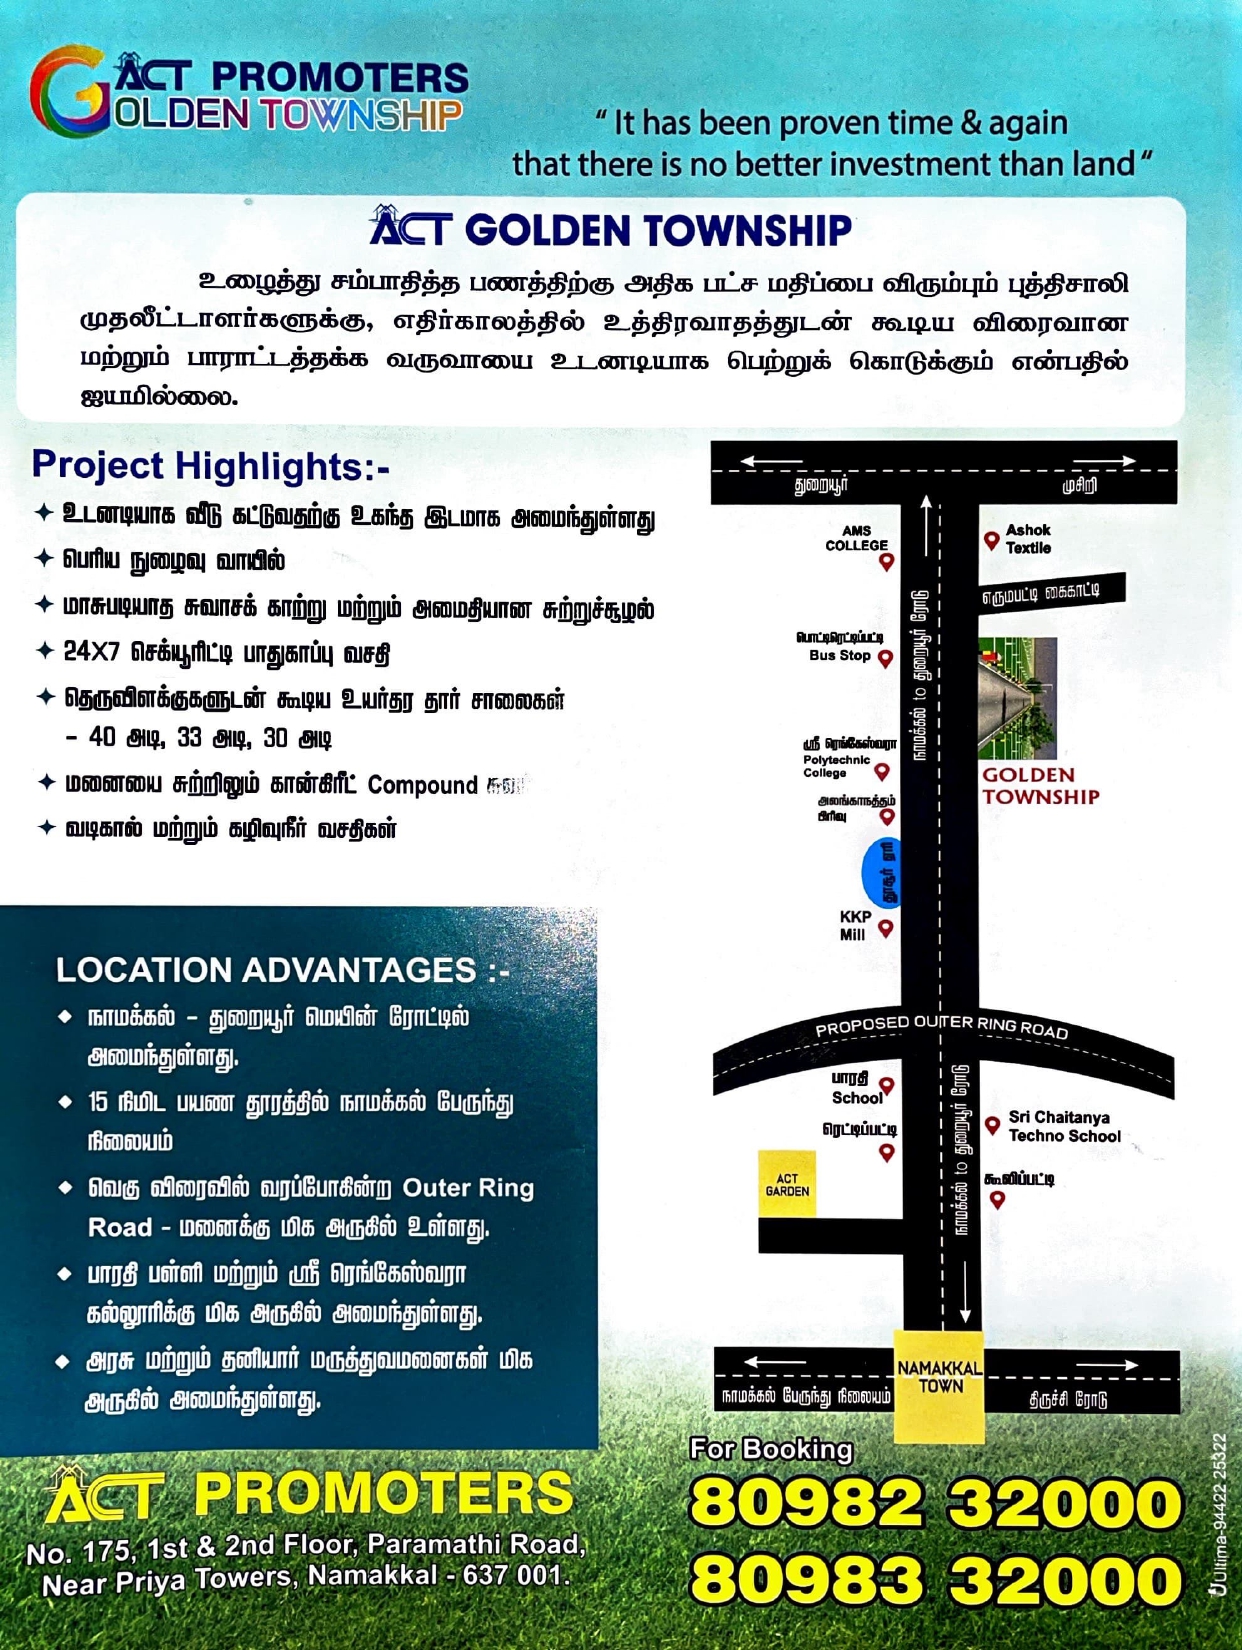 ACT PROMOTERS
GOLDEN TOWNSHIP
“ It has been proven time & again
that there is no better investment than land “
ACT GOLDEN TOWNSHIP
உழைத்து சம்பாதித்த பணத்திற்கு அதிக பட்ச மதிப்பை விரும்பும் புத்திசாலி
முதலீட்டாளர்களுக்கு, எதிர்காலத்தில் உத்திரவாதத்துடன் கூடிய விரைவான
மற்றும் பாராட்டத்தக்க வருவாயை உடனடியாக பெற்றுக் கொடுக்கும் என்பதில்
ஐயமில்லை.
Project Highlights:-
உடனடியாக வீடு கட்டுவதற்கு உகந்த இடமாக அமைந்துள்ளது
பெரிய நுழைவு வாயில்
மாசுபடியாத சுவாசக் காற்று மற்றும் அமைதியான சுற்றுச்சூழல்
24X7 செக்யூரிட்டி பாதுகாப்பு வசதி
தெருவிளக்குகளுடன் கூடிய உயர்தர தார் சாலைகள்
- 40 அடி, 33 அடி, 30 அடி
மனையை சுற்றிலும் கான்கிரீட் Compound
வடிகால் மற்றும் கழிவுநீர் வசதிகள்
LOCATION ADVANTAGES :-
நாமக்கல் - துறையூர் மெயின் ரோட்டில்
அமைந்துள்ளது.
15 நிமிட பயண தூரத்தில் நாமக்கல் பேருந்து
நிலையம்
வெகு விரைவில் வரப்போகின்ற Outer Ring
Road - மனைக்கு மிக அருகில் உள்ளது.
பாரதி பள்ளி மற்றும் ஸ்ரீ ரெங்கேஸ்வரா
கல்லூரிக்கு மிக அருகில் அமைந்துள்ளது.
அரசு மற்றும் தனியார் மருத்துவமனைகள் மிக
அருகில் அமைந்துள்ளது.
துறையூர்
முசிறி
AMS
COLLEGE
Ashok
Textile
எருமபட்டி கைகாட்டி
பொட்டிரெட்டிப்பட்டி
Bus Stop
நாமக்கல் to துறையூர் ரோடு
ஸ்ரீ ரெங்கேஸ்வரா
Polytechnic
College
GOLDEN
TOWNSHIP
அலங்காநத்தம்
பிரிவு
தூசூர் ஏரி
KKP
Mill
PROPOSED OUTER RING ROAD
பாரதி
School
Sri Chaitanya
Techno School
ரெட்டிப்பட்டி
நாமக்கல் to துறையூர் ரோடு
ACT
GARDEN
கூலிப்பட்டி
NAMAKKAL
TOWN
நாமக்கல் பேருந்து நிலையம்
திருச்சி ரோடு
ACT PROMOTERS
No. 175, 1st & 2nd Floor, Paramathi Road,
Near Priya Towers, Namakkal - 637 001.
For Booking
80982 32000
80983 32000
Ultima-94422 25322